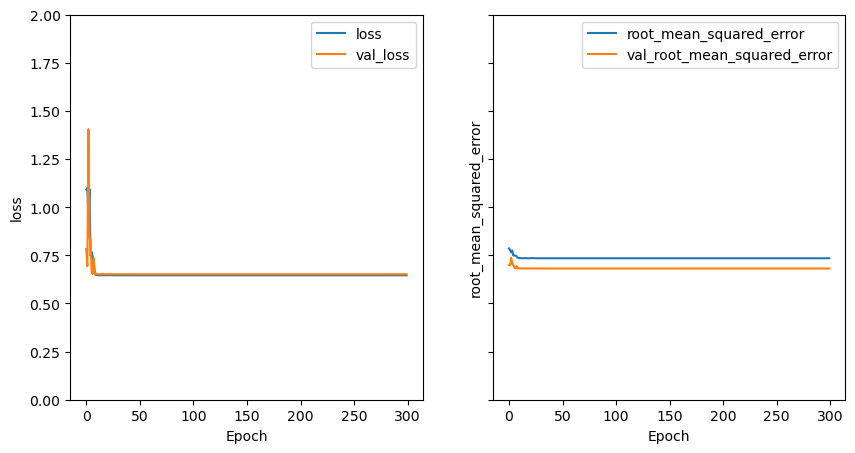 loss
val_loss
2.00
1.75
1.50
1.25
1.00
0.75
0.50
0.25
0.00
loss
0
50
100
150
200
250
300
Epoch
root_mean_squared_error
val_root_mean_squared_error
root_mean_squared_error
0
50
100
150
200
250
300
Epoch